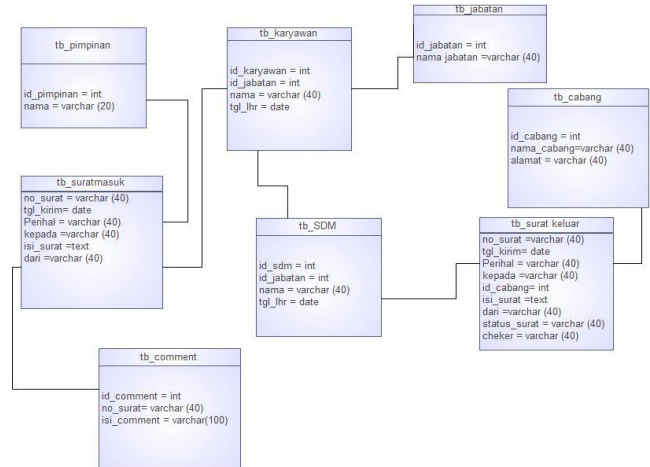 tb_pimpinan
id_pimpinan = int
nama = varchar (20)
tb_karyawan
id_karyawan = int
id_jabatan = int
nama = varchar (40)
tgl_lhr = date
tb_jabatan
id_jabatan = int
nama jabatan =varchar (40)
tb_cabang
id_cabang = int
nama_cabang=varchar (40)
alamat = varchar (40)
tb_suratmasuk
no_surat = varchar (40)
tgl_kirim= date
Perihal = varchar (40)
kepada =varchar (40)
isi_surat =text
dari =varchar (40)
tb_SDM
id_sdm = int
id_jabatan = int
nama = varchar (40)
tgl_lhr = date
tb_surat keluar
no_surat =varchar (40)
tgl_kirim= date
Perihal = varchar (40)
kepada =varchar (40)
id_cabang= int
isi_surat =text
dari =varchar (40)
status_surat = varchar (40)
cheker = varchar (40)
tb_comment
id_comment = int
no_surat= varchar (40)
isi_comment = varchar(100)